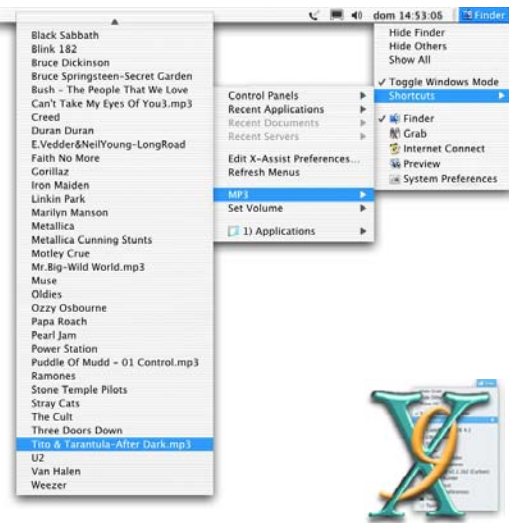 dom 14:53:05 Finder
Hide Finder
Hide Others
Show All
✓ Toggle Windows Mode
Shortcuts
✓ Finder
Grab
Internet Connect
Preview
System Preferences
Control Panels
Recent Applications
Recent Documents
Recent Servers
Edit X-Assist Preferences...
Refresh Menus
MP3
Set Volume
1) Applications
Black Sabbath
Blink 182
Bruce Dickinson
Bruce Springsteen-Secret Garden
Bush - The People That We Love
Can't Take My Eyes Of You3.mp3
Creed
Duran Duran
E.Vedder&NeilYoung-LongRoad
Faith No More
Gorillaz
Iron Maiden
Linkin Park
Marilyn Manson
Metallica
Metallica Cunning Stunts
Motley Crue
Mr.Big-Wild World.mp3
Muse
Oldies
Ozzy Osbourne
Papa Roach
Pearl Jam
Power Station
Puddle Of Mudd - 01 Control.mp3
Ramones
Stone Temple Pilots
Stray Cats
The Cult
Three Doors Down
Tito & Tarantula-After Dark.mp3
U2
Van Halen
Weezer
X9